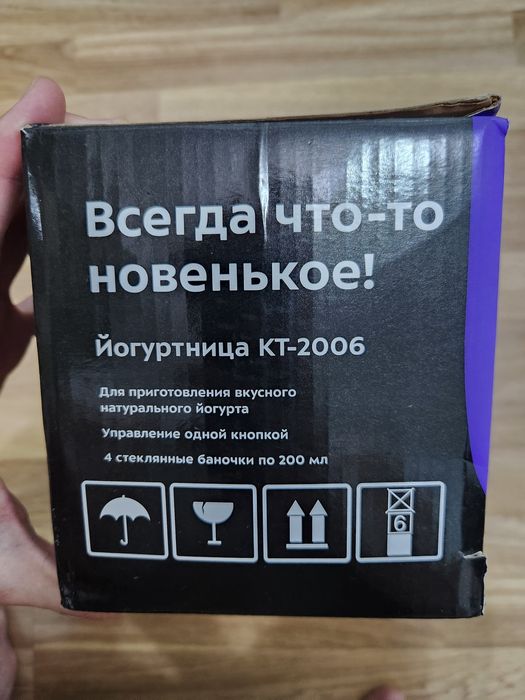 Всегда что-то
новенькое!
Йогуртница КТ-2006
Для приготовления вкусного
натурального йогурта
Управление одной кнопкой
4 стеклянные баночки по 200 мл
6